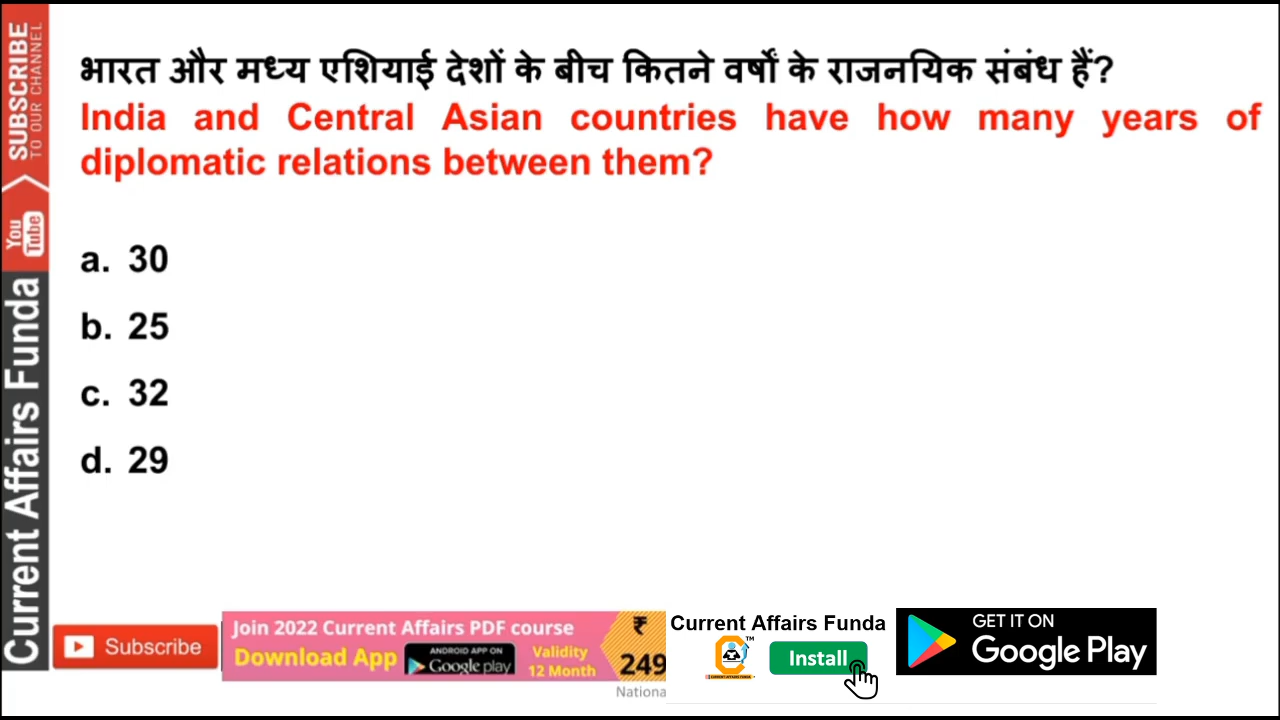 SUBSCRIBE
TO OUR CHANNEL
You
Tube
Current Affairs Funda
भारत और मध्य एशियाई देशों के बीच कितने वर्षों के राजनयिक संबंध हैं?
India and Central Asian countries have how many years of
diplomatic relations between them?
a. 30
b. 25
c. 32
d. 29
Subscribe
Join 2022 Current Affairs PDF course
Download App
ANDROID APP ON
Google play
Validity
12 Month
₹
249
Nationa
Current Affairs Funda
TM
CURRENT AFFAIRS FUNDA
Install
GET IT ON
Google Play